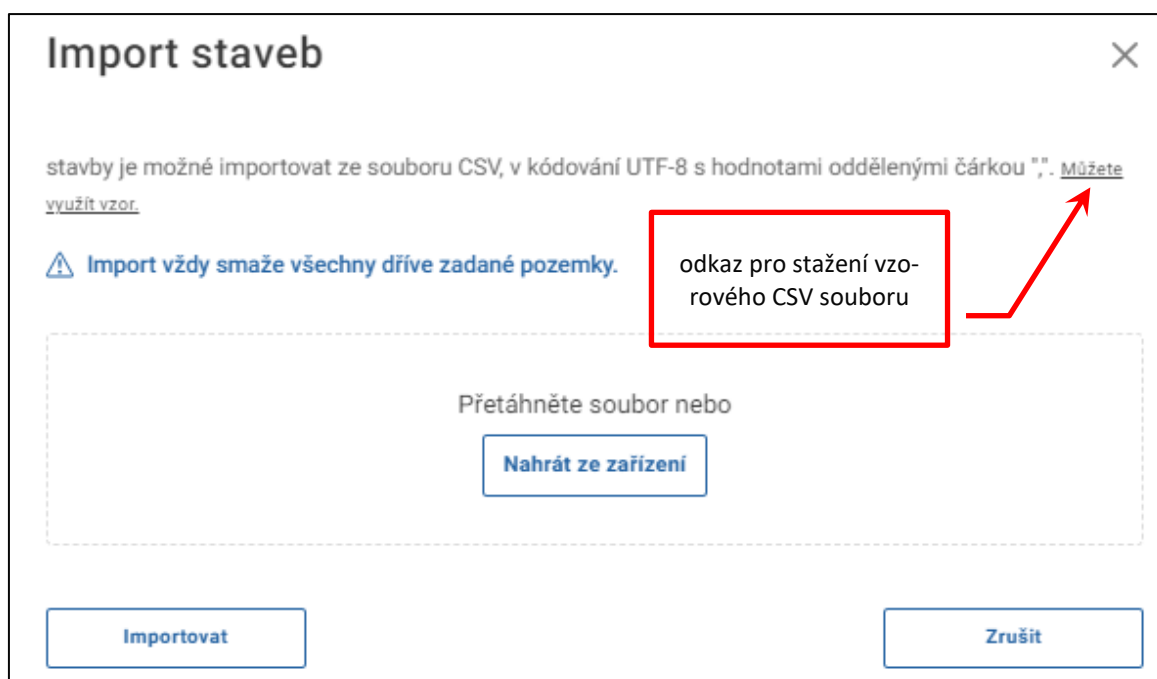 Import staveb
stavby je možné importovat ze souboru CSV, v kódování UTF-8 s hodnotami oddělenými čárkou ",". Můžete
využít vzor.
Import vždy smaže všechny dříve zadané pozemky.
odkaz pro stažení vzo-
rového CSV souboru
Přetáhněte soubor nebo
Nahrát ze zařízení
Importovat
Zrušit